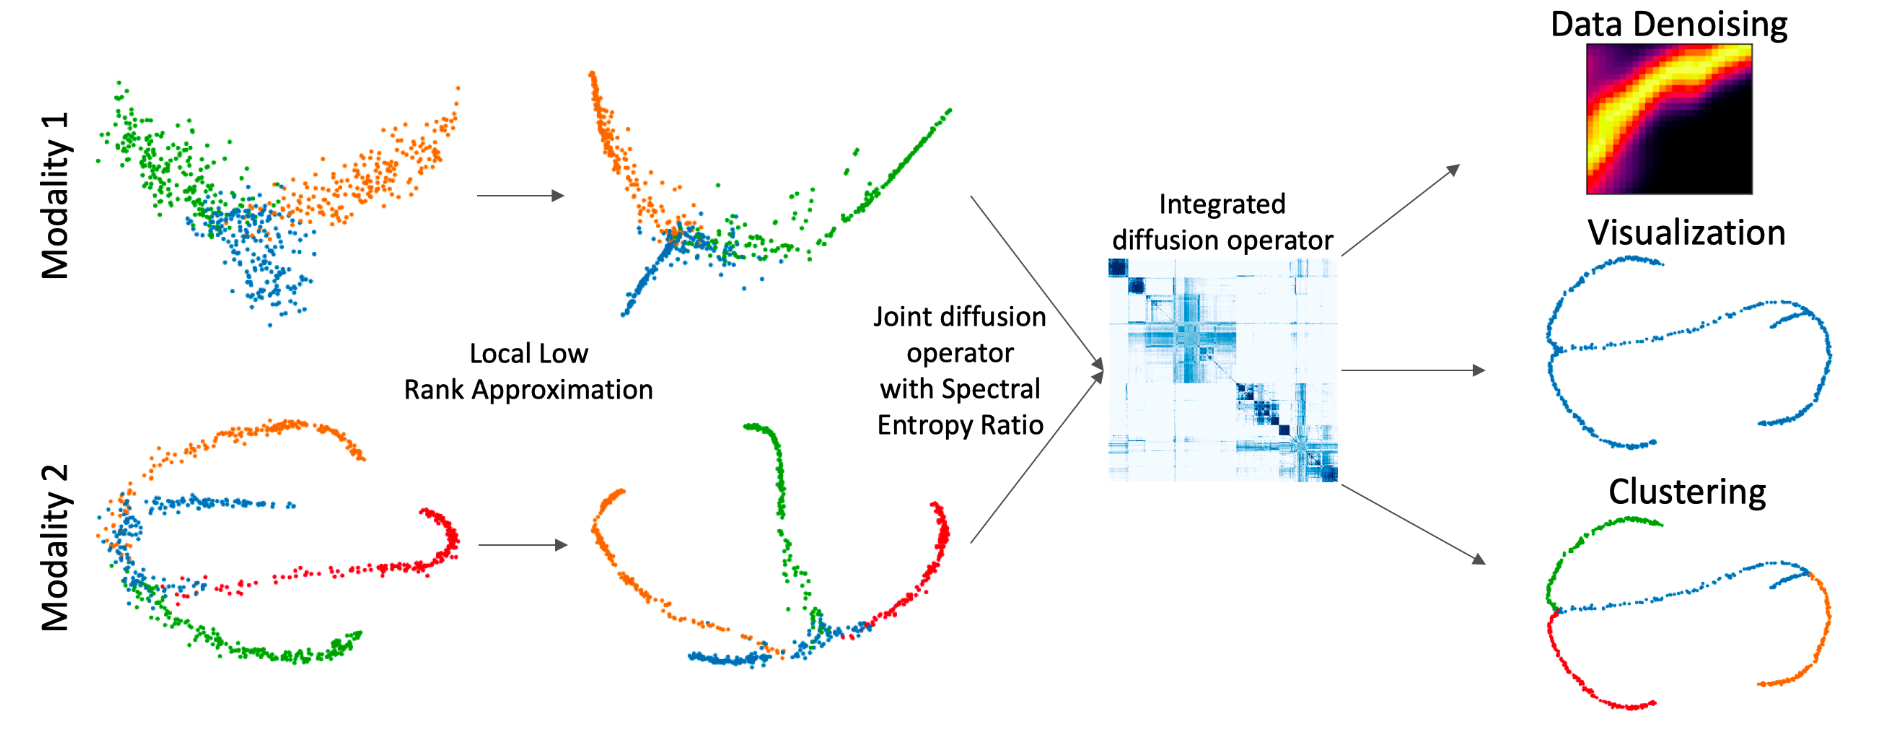 Modality 1
Modality 2
Local Low
Rank Approximation
Joint diffusion
operator
with Spectral
Entropy Ratio
Integrated
diffusion operator
Data Denoising
Visualization
Clustering